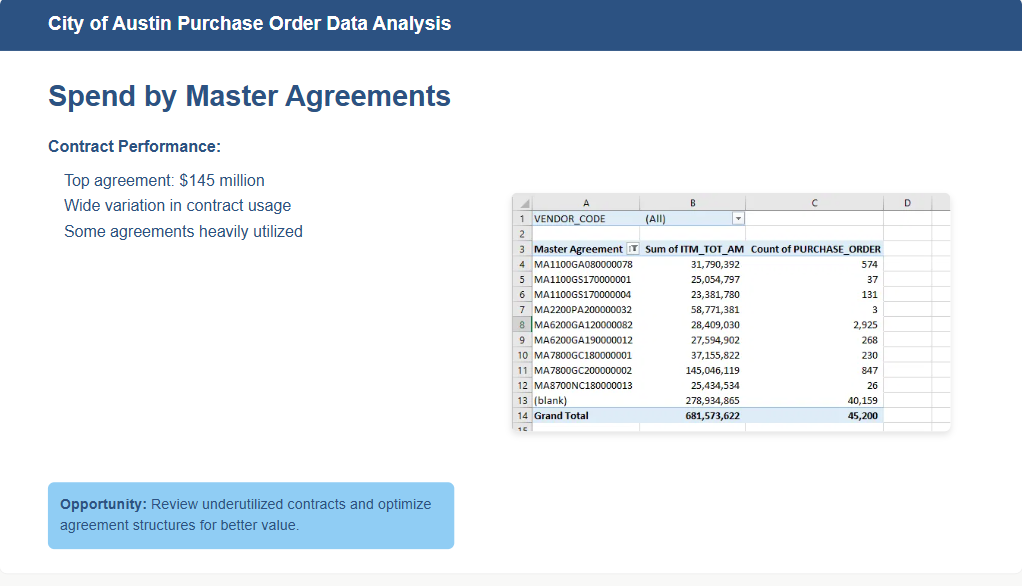 City of Austin Purchase Order Data Analysis
Spend by Master Agreements
Contract Performance:
Top agreement: $145 million
Wide variation in contract usage
Some agreements heavily utilized
A B C D
1 VENDOR_CODE (All)
2
3 Master Agreement Sum of ITM_TOT_AM Count of PURCHASE_ORDER
4 MA1100GA080000078 31,790,392 574
5 MA1100GS170000001 25,054,797 37
6 MA1100GS170000004 23,381,780 131
7 MA2200PA200000032 58,771,381 3
8 MA6200GA120000082 28,409,030 2,925
9 MA6200GA190000012 27,594,902 268
10 MA7800GC180000001 37,155,822 230
11 MA7800GC200000002 145,046,119 847
12 MA8700NC180000013 25,434,534 26
13 (blank) 278,934,865 40,159
14 Grand Total 681,573,622 45,200
15
Opportunity: Review underutilized contracts and optimize
agreement structures for better value.